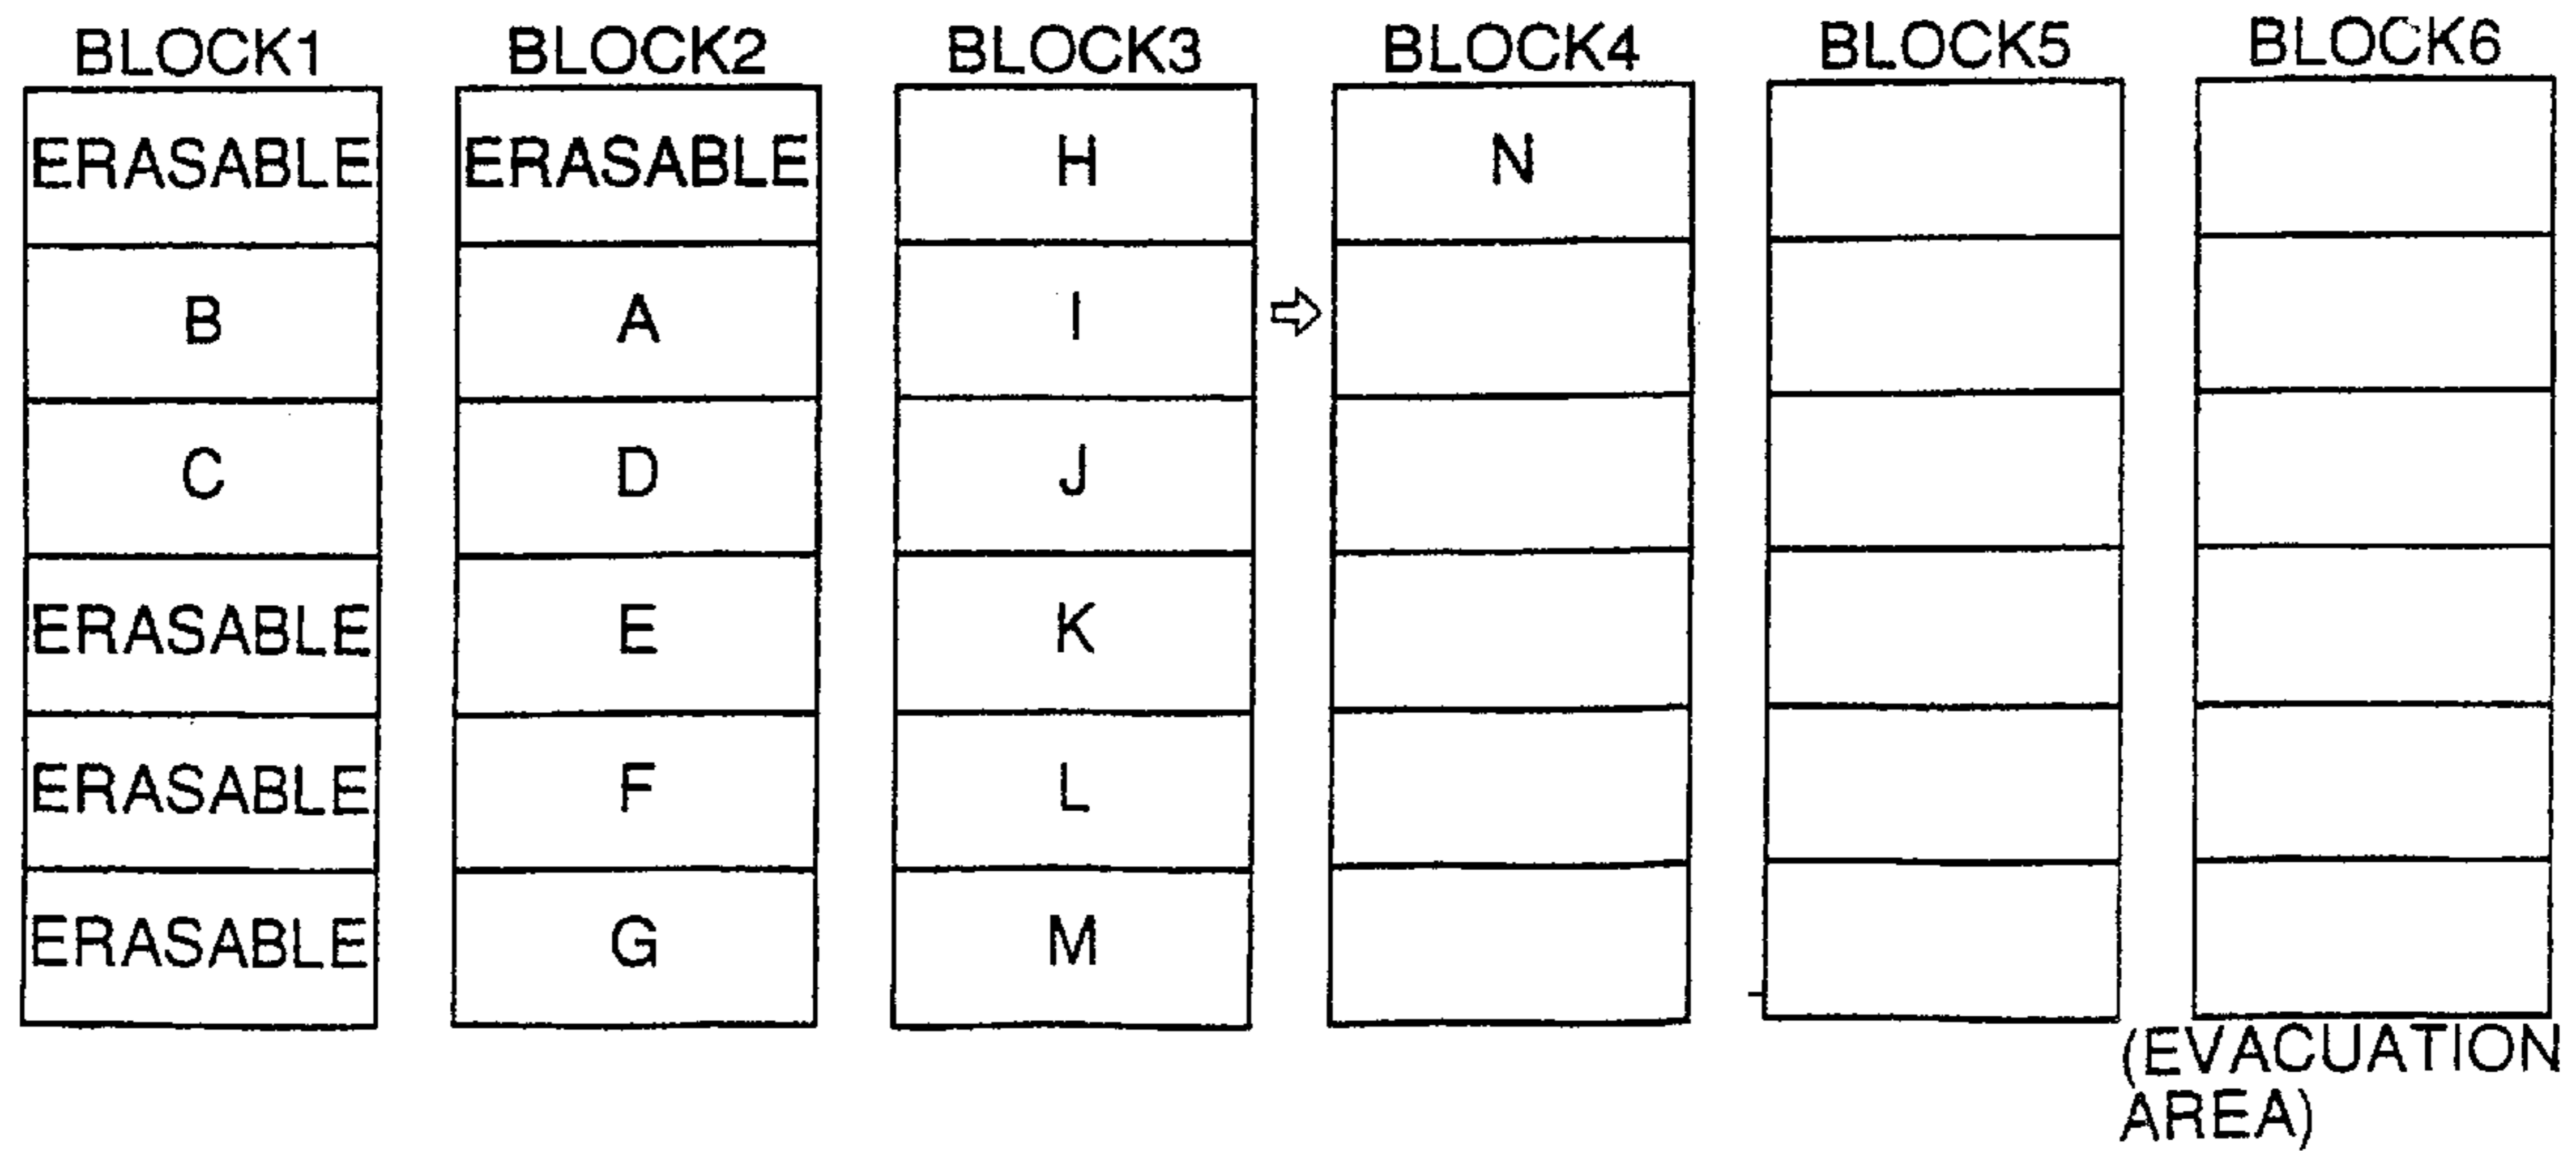 BLOCK1 BLOCK2 BLOCK3 BLOCK4 BLOCK5 BLOCK6
ERASABLE ERASABLE H N
B A I
C D J
ERASABLE E K
ERASABLE F L
ERASABLE G M
(EVACUATION
AREA)